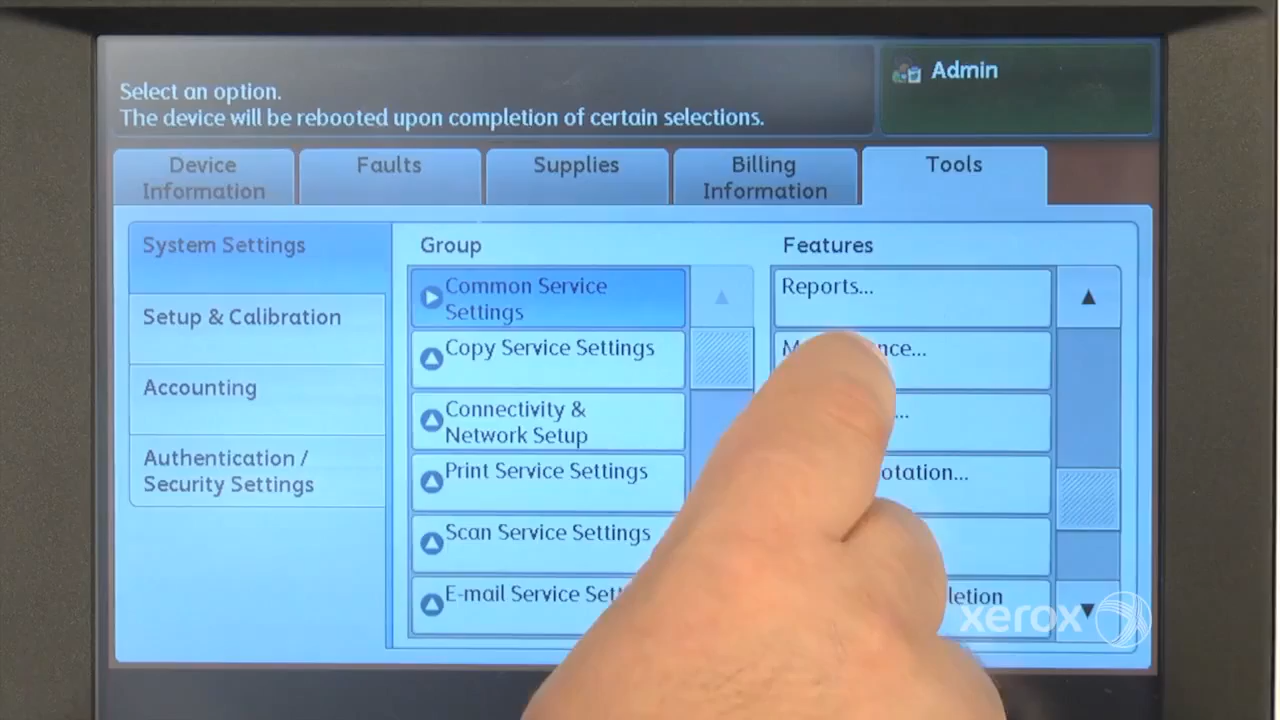 Select an option.
The device will be rebooted upon completion of certain selections.
Admin
Device
Information
Faults
Supplies
Billing
Information
Tools
System Settings
Setup & Calibration
Accounting
Authentication /
Security Settings
Group
Common Service
Settings
Copy Service Settings
Connectivity &
Network Setup
Print Service Settings
Scan Service Settings
E-mail Service
Features
Reports...
xerox